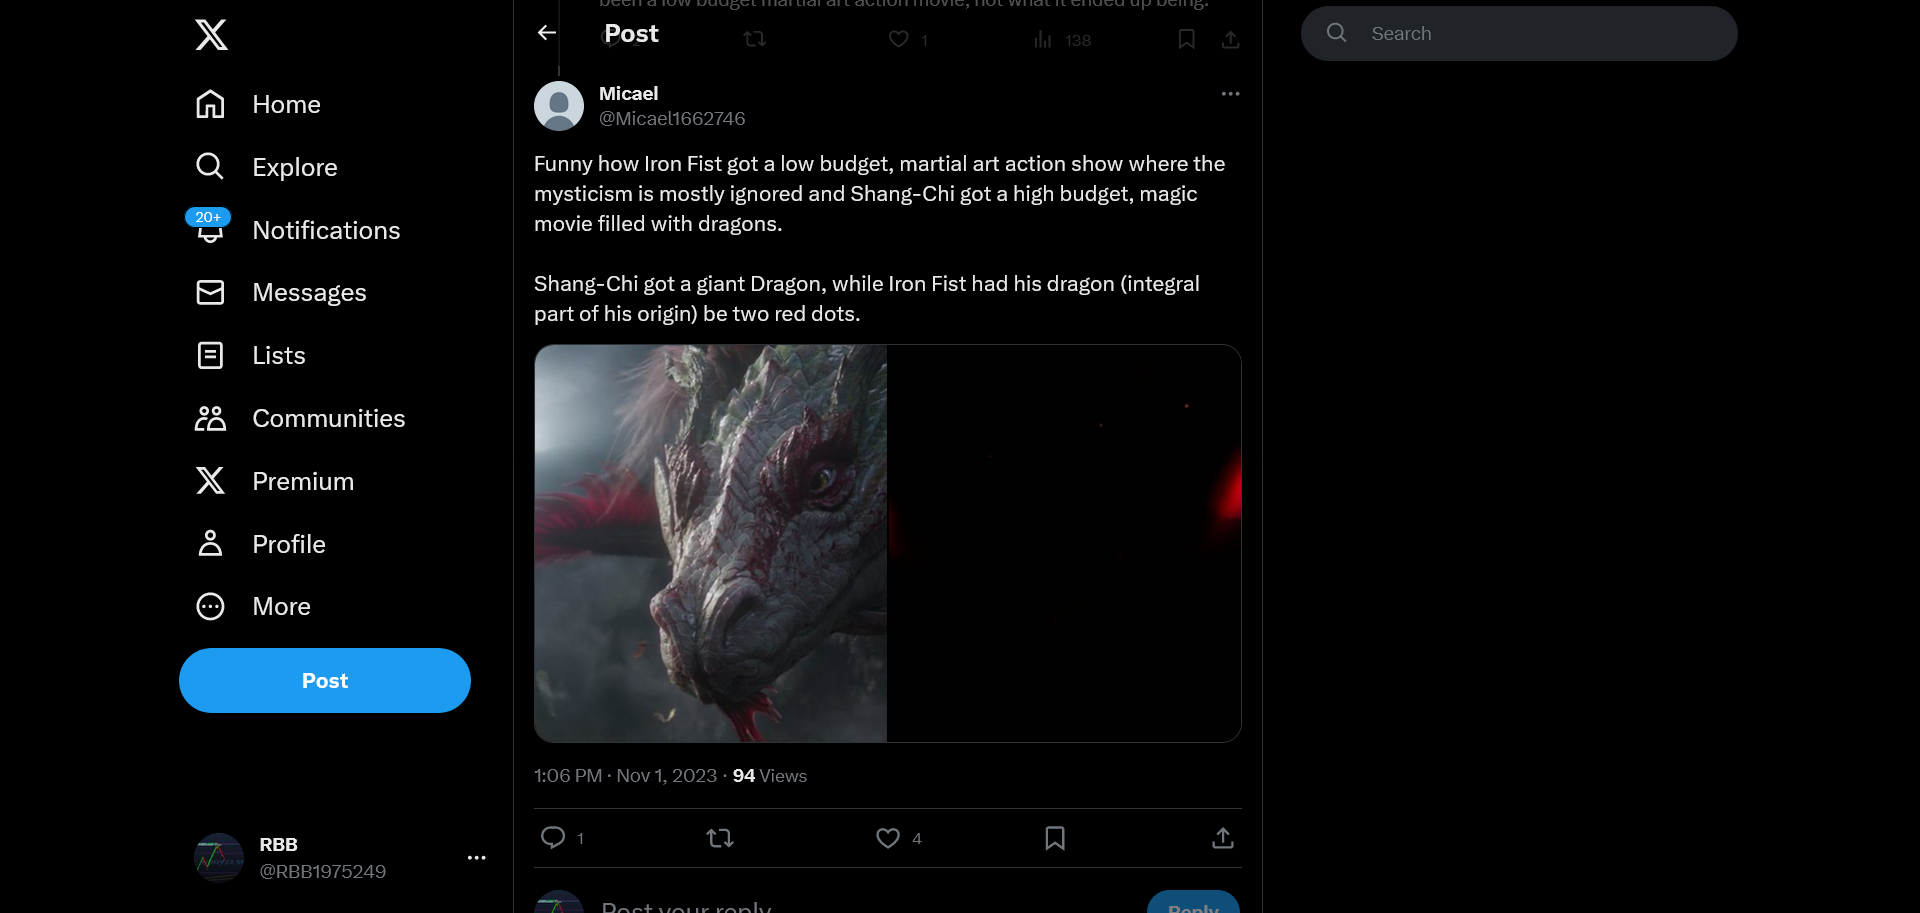 been a low budget martial art action movie, not what it ended up being.
Post
2
1
138
Search
Home
Explore
20+
Notifications
Messages
Lists
Communities
Premium
Profile
More
Post
RBB
@RBB1975249
Micael
@Micael1662746
Funny how Iron Fist got a low budget, martial art action show where the
mysticism is mostly ignored and Shang-Chi got a high budget, magic
movie filled with dragons.
Shang-Chi got a giant Dragon, while Iron Fist had his dragon (integral
part of his origin) be two red dots.
1:06 PM · Nov 1, 2023 · 94 Views
1
4
Post your reply
Reply